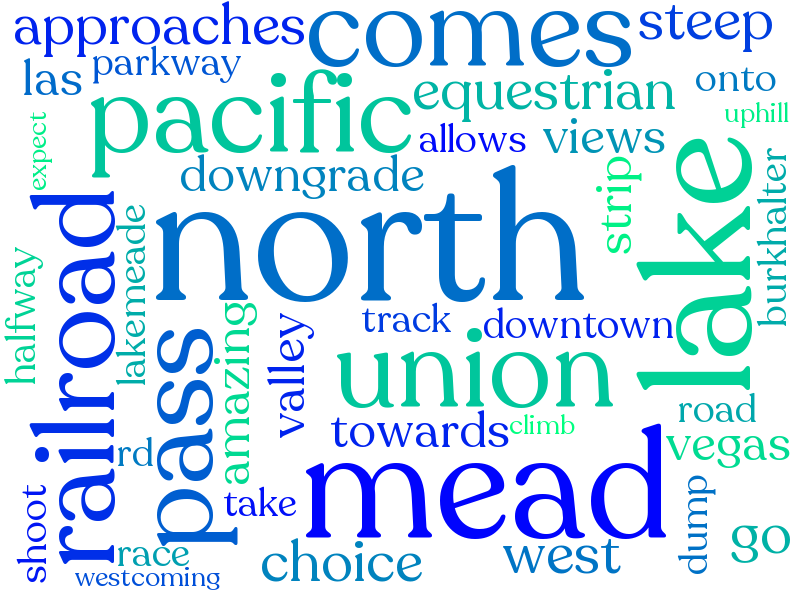 approaches
comes
steep
las
parkway
pacific
equestrian
onto
uphill
expect
allows
views
downgrade
strip
lake
burkhalter
railroad
north
halfway
lakemeade
pass
amazing
valley
track
downtown
union
road
towards
climb
vegas
rd
mead
shoot
take
dump
go
race
choice
west
westcoming